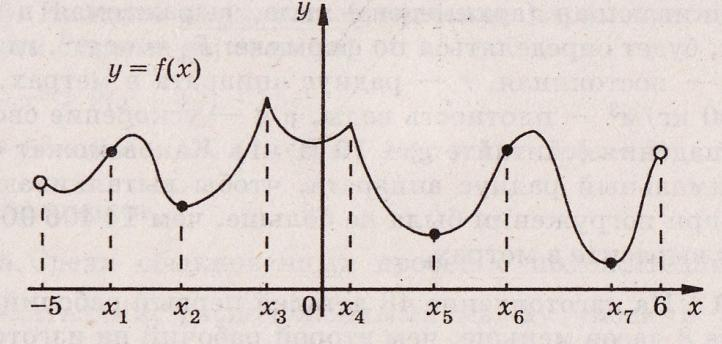 y
y = f(x)
−5 x₁ x₂ x₃ 0 x₄ x₅ x₆ x₇ 6 x